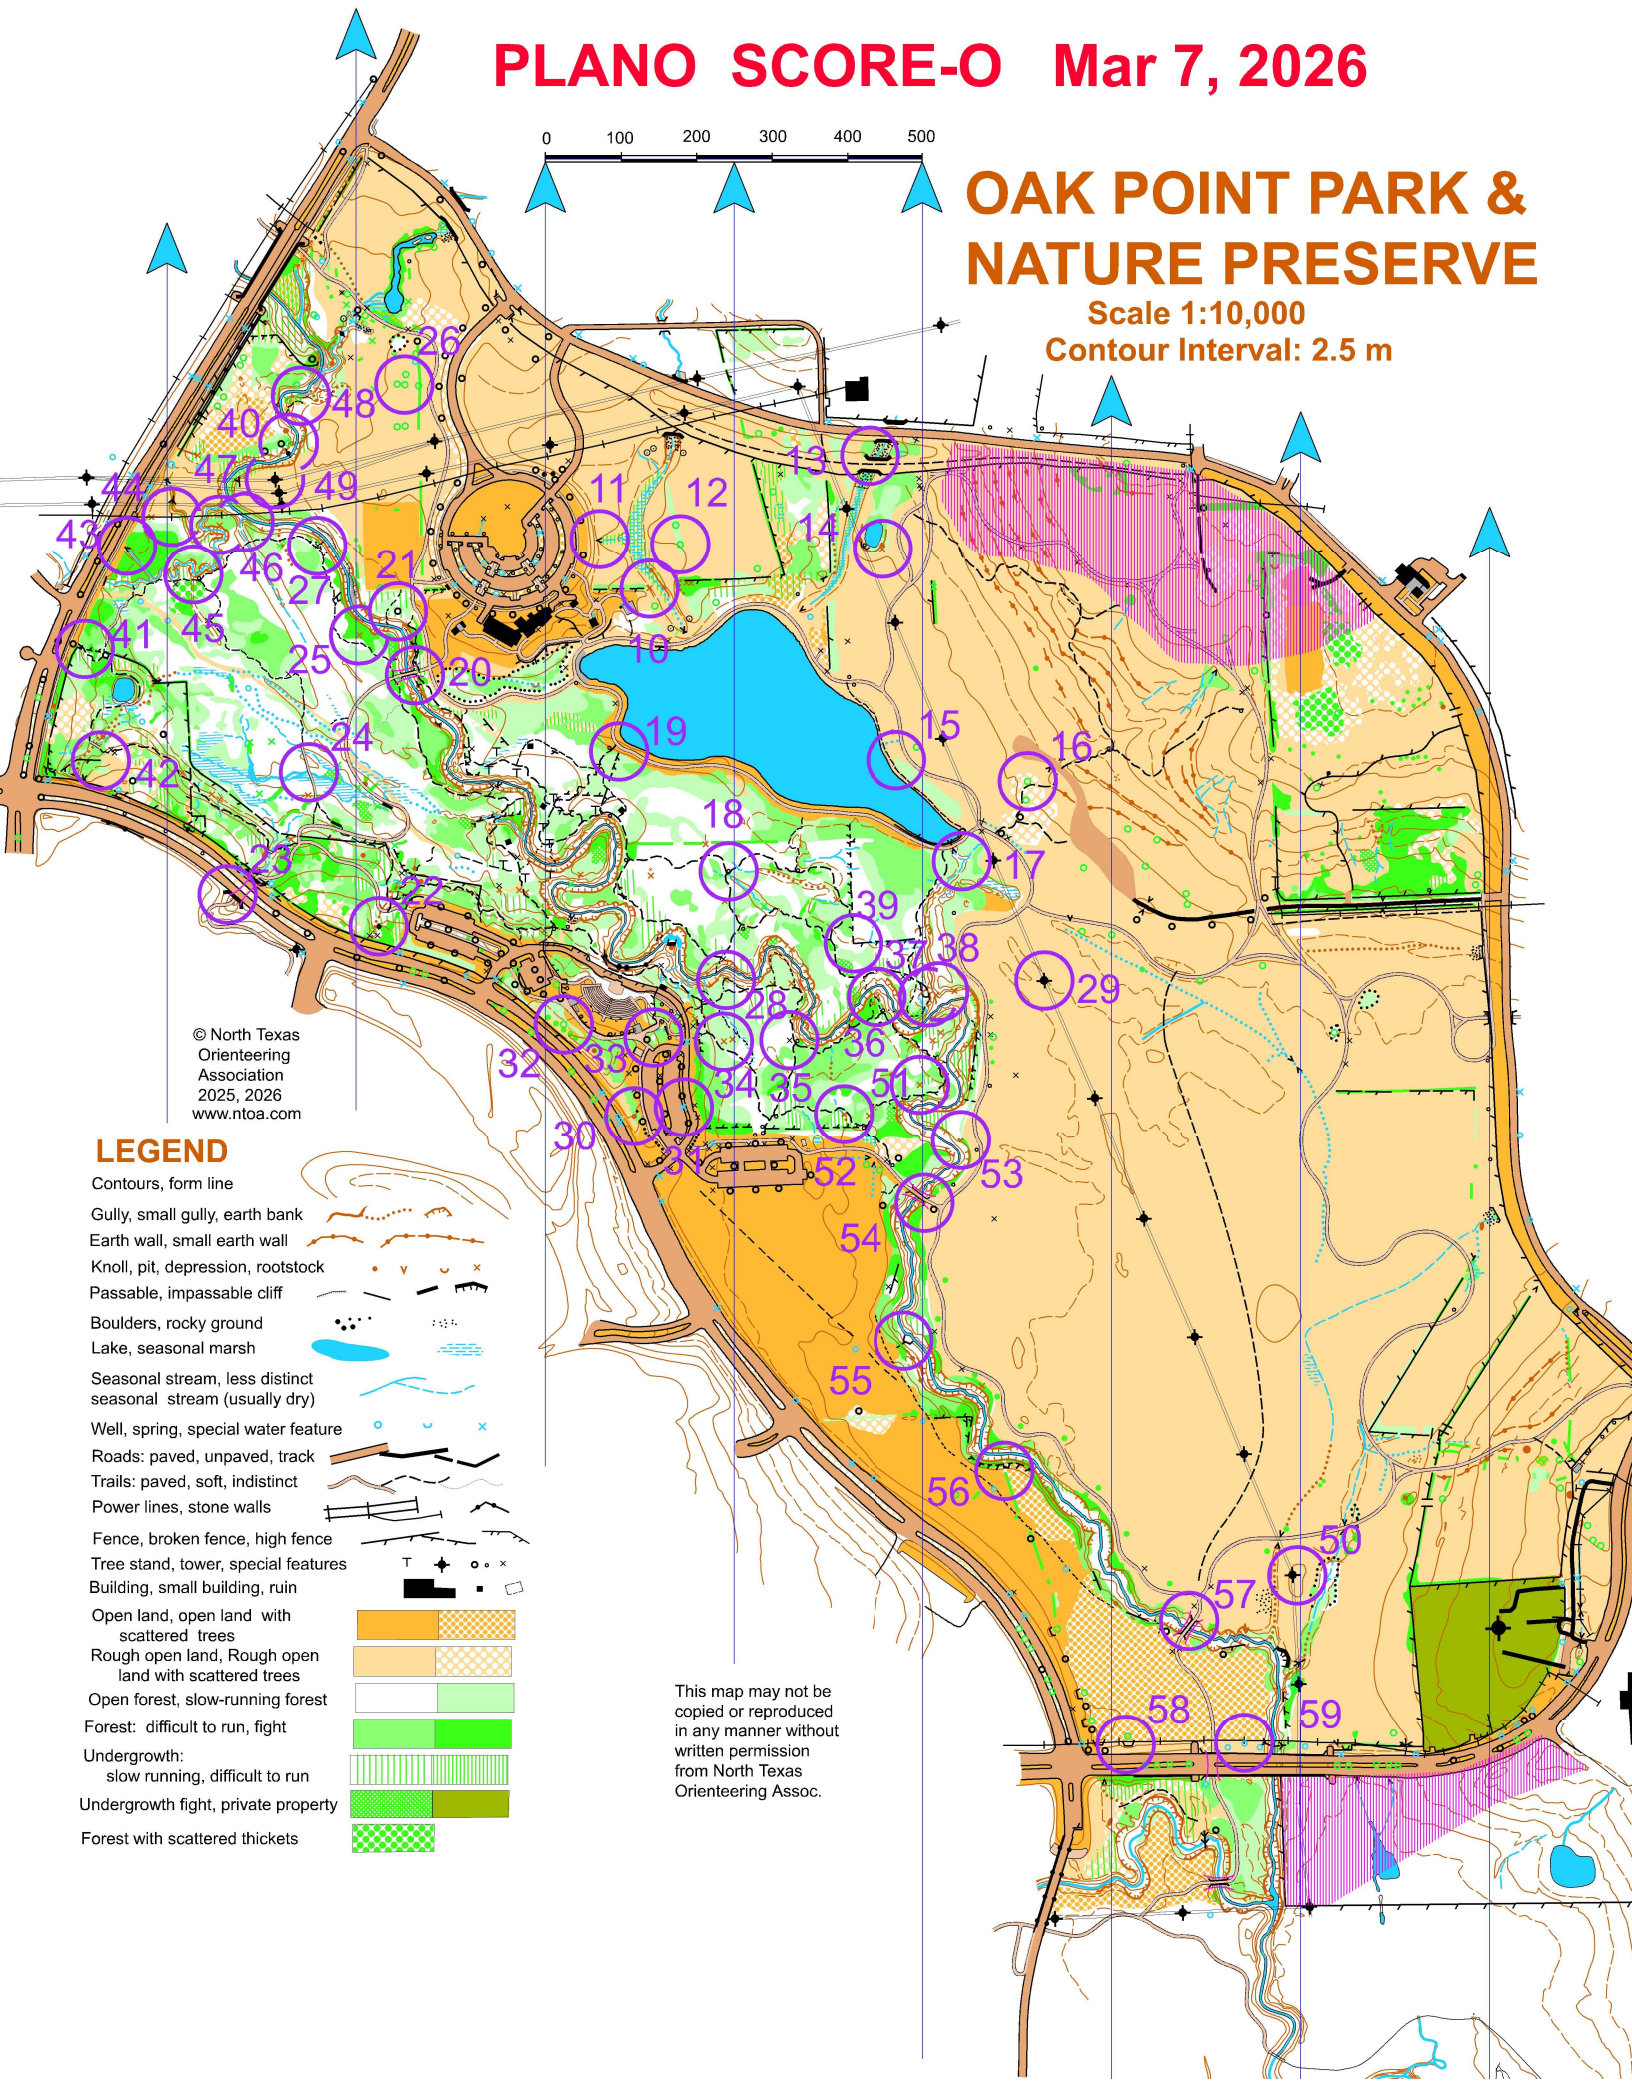 PLANO SCORE-O Mar 7, 2026
0 100 200 300 400 500
OAK POINT PARK &
NATURE PRESERVE
Scale 1:10,000
Contour Interval: 2.5 m
26
48
40
13
47
49
44
11
12
14
43
46
21
27
45
41
25
10
20
19
15
24
16
42
18
23
17
22
39
37
38
29
28
36
32
33
34
35
51
30
31
52
53
54
55
56
50
57
58
59
© North Texas
Orienteering
Association
2025, 2026
www.ntoa.com
LEGEND
Contours, form line
Gully, small gully, earth bank
Earth wall, small earth wall
Knoll, pit, depression, rootstock
Passable, impassable cliff
Boulders, rocky ground
Lake, seasonal marsh
Seasonal stream, less distinct
seasonal stream (usually dry)
Well, spring, special water feature
Roads: paved, unpaved, track
Trails: paved, soft, indistinct
Power lines, stone walls
Fence, broken fence, high fence
Tree stand, tower, special features
Building, small building, ruin
Open land, open land with
scattered trees
Rough open land, Rough open
land with scattered trees
Open forest, slow-running forest
Forest: difficult to run, fight
Undergrowth:
slow running, difficult to run
Undergrowth fight, private property
Forest with scattered thickets
This map may not be
copied or reproduced
in any manner without
written permission
from North Texas
Orienteering Assoc.